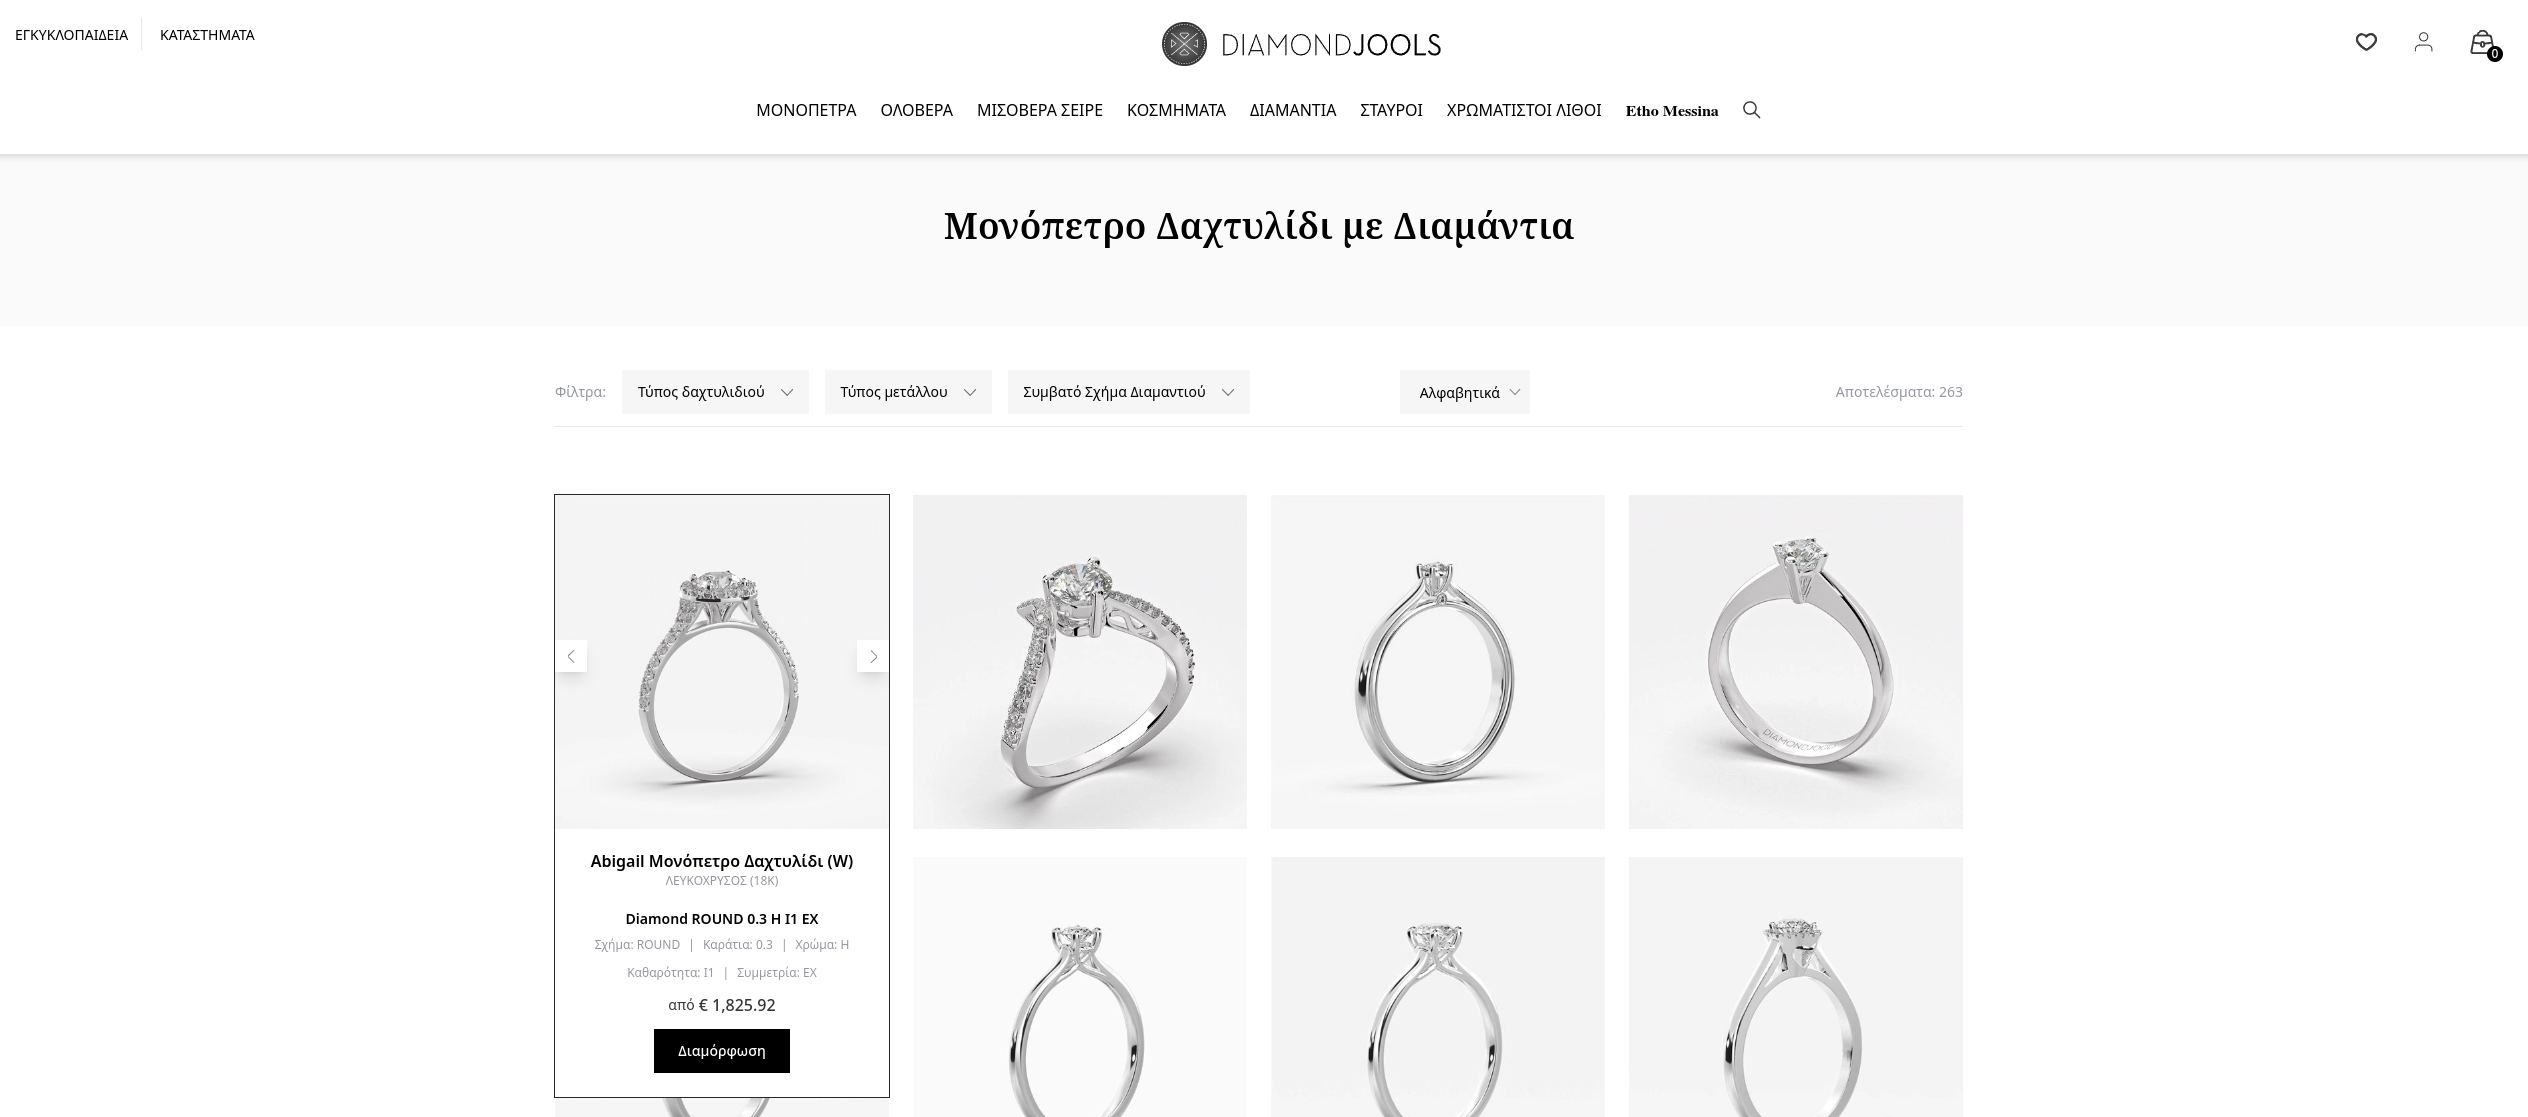 ΕΓΚΥΚΛΟΠΑΙΔΕΙΑ
ΚΑΤΑΣΤΗΜΑΤΑ
DIAMONDJOOLS
0
ΜΟΝΟΠΕΤΡΑ ΟΛΟΒΕΡΑ ΜΙΣΟΒΕΡΑ ΣΕΙΡΕ ΚΟΣΜΗΜΑΤΑ ΔΙΑΜΑΝΤΙΑ ΣΤΑΥΡΟΙ ΧΡΩΜΑΤΙΣΤΟΙ ΛΙΘΟΙ Etho Messina
Μονόπετρο Δαχτυλίδι με Διαμάντια
Φίλτρα: Τύπος δαχτυλιδιού Τύπος μετάλλου Συμβατό Σχήμα Διαμαντιού Αλφαβητικά Αποτελέσματα: 263
DIAMONDJOOLS
Abigail Μονόπετρο Δαχτυλίδι (W)
ΛΕΥΚΟΧΡΥΣΟΣ (18K)
Diamond ROUND 0.3 H I1 EX
Σχήμα: ROUND | Καράτια: 0.3 | Χρώμα: H
Καθαρότητα: I1 | Συμμετρία: EX
από € 1,825.92
Διαμόρφωση